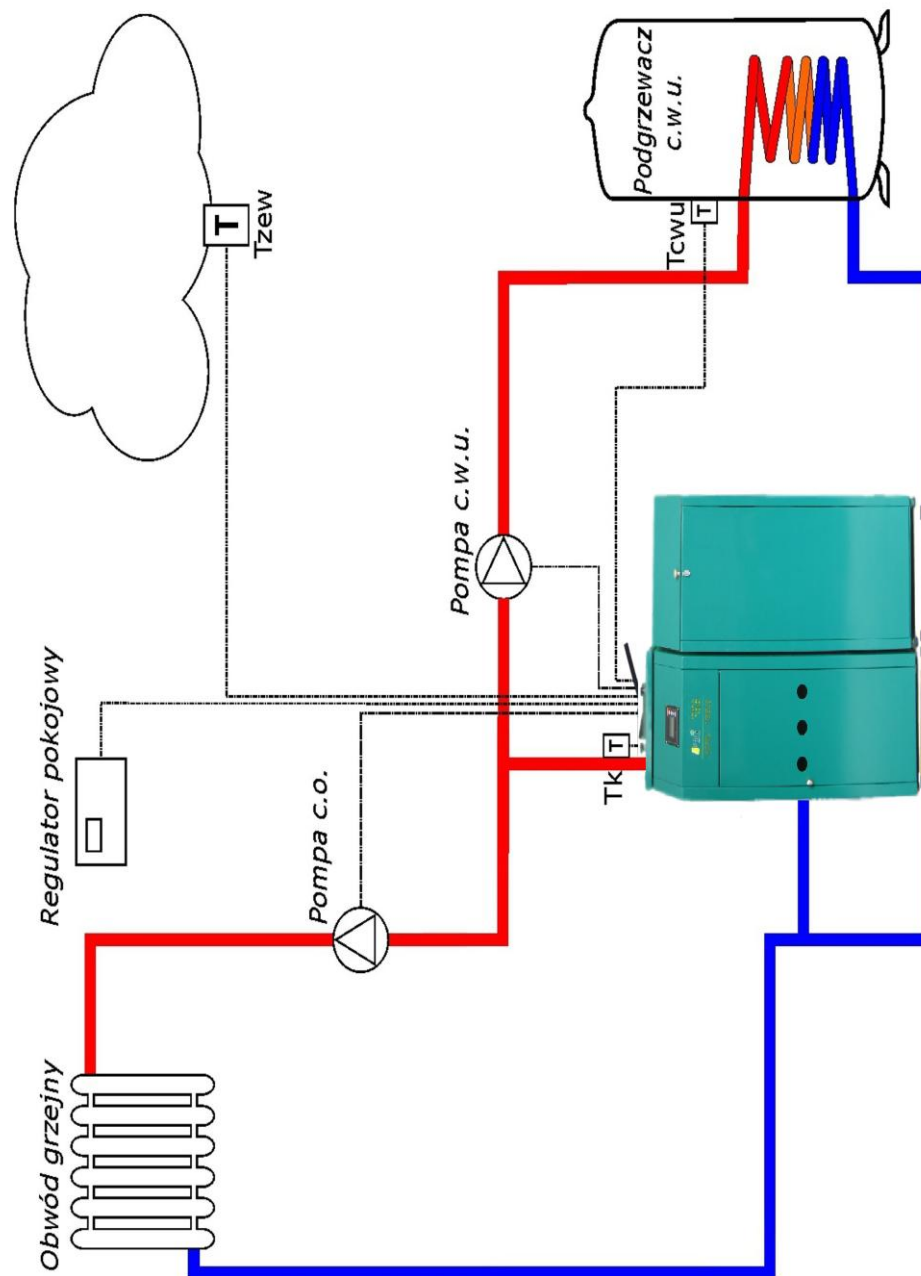 Obwód grzejny
Regulator pokojowy
T
Tzew
Pompa c.o.
Pompa c.w.u.
Tk
T
Tcwu
T
Podgrzewacz
c.w.u.